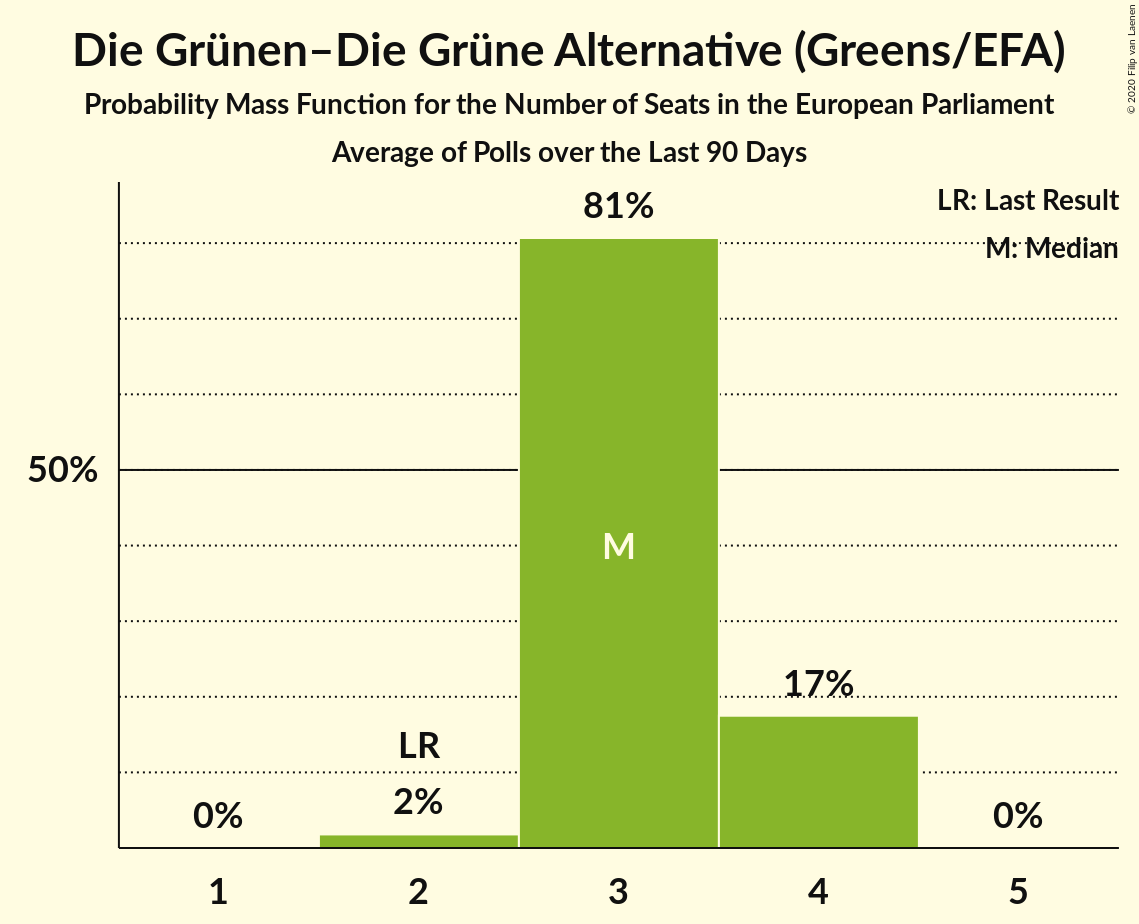 Die Grünen–Die Grüne Alternative (Greens/EFA)
Probability Mass Function for the Number of Seats in the European Parliament
Average of Polls over the Last 90 Days
© 2020 Filip van Laenen
LR: Last Result
M: Median
81%
50%
M
17%
LR
0%
2%
0%
1 2 3 4 5